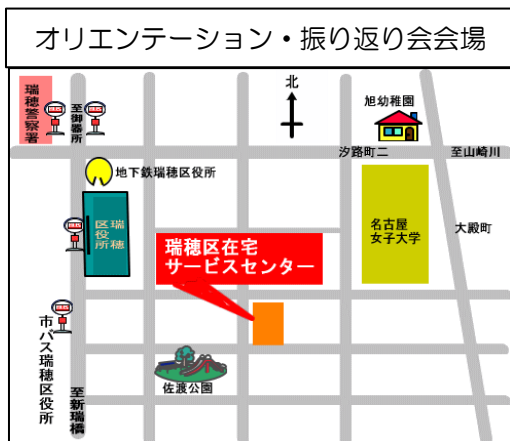 オリエンテーション・振り返り会会場
瑞穂警察署
至御器所
北
旭幼稚園
汐路町二
至山崎川
地下鉄瑞穂区役所
瑞穂
区役所
名古屋
女子大学
大殿町
瑞穂区在宅
サービスセンター
市バス瑞穂区役所
佐渡公園
至新瑞橋